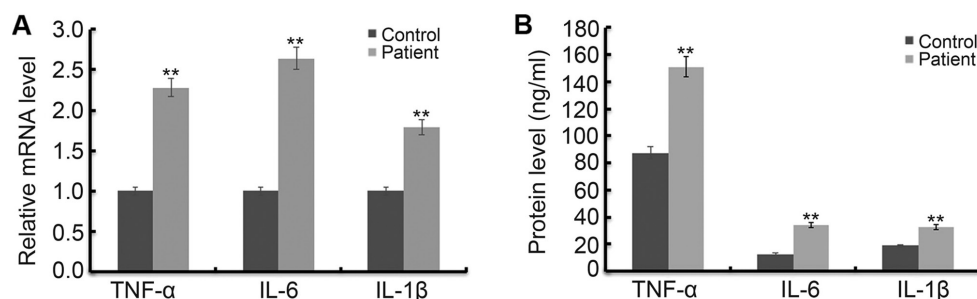 A
Relative mRNA level
3.0
2.5
2.0
1.5
1.0
0.5
0.0
Control
Patient
**
**
**
TNF-α
IL-6
IL-1β
B
Protein level (ng/ml)
180
160
140
120
100
80
60
40
20
0
Control
Patient
**
**
**
TNF-α
IL-6
IL-1β